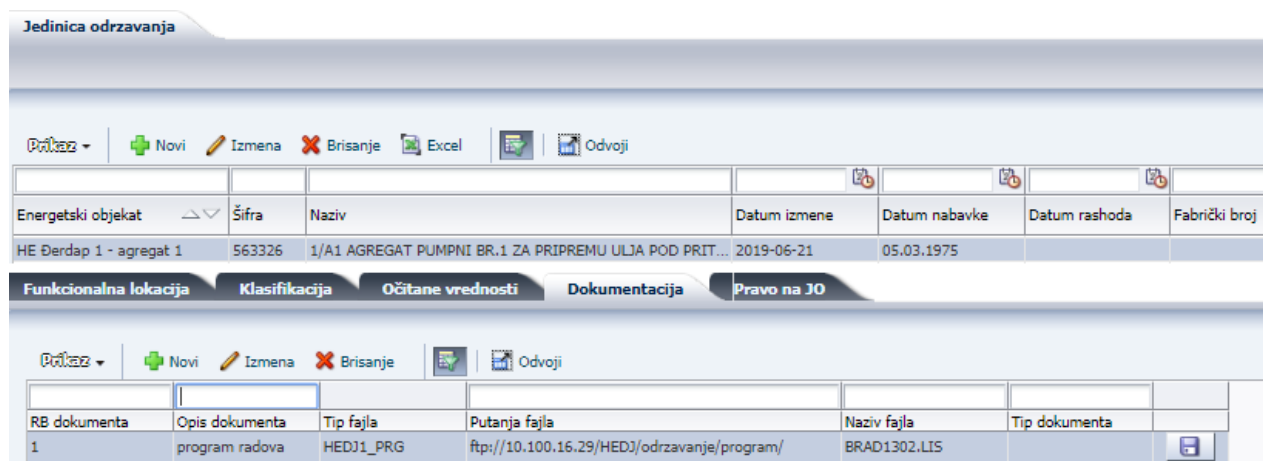 Jedinica odrzavanja
Prikaz Novi Izmena Brisanje Excel Odvoji
Energetski objekat Šifra Naziv Datum izmene Datum nabavke Datum rashoda Fabrički broj
HE Đerdap 1 - agregat 1 563326 1/A1 AGREGAT PUMPNI BR.1 ZA PRIPREMU ULJA POD PRIT... 2019-06-21 05.03.1975
Funkcionalna lokacija Klasifikacija Očitane vrednosti Dokumentacija Pravo na JO
Prikaz Novi Izmena Brisanje Odvoji
RB dokumenta Opis dokumenta Tip fajla Putanja fajla Naziv fajla Tip dokumenta
1 program radova HEDJ1_PRG ftp://10.100.16.29/HEDJ/odrzavanje/program/ BRAD1302.LIS